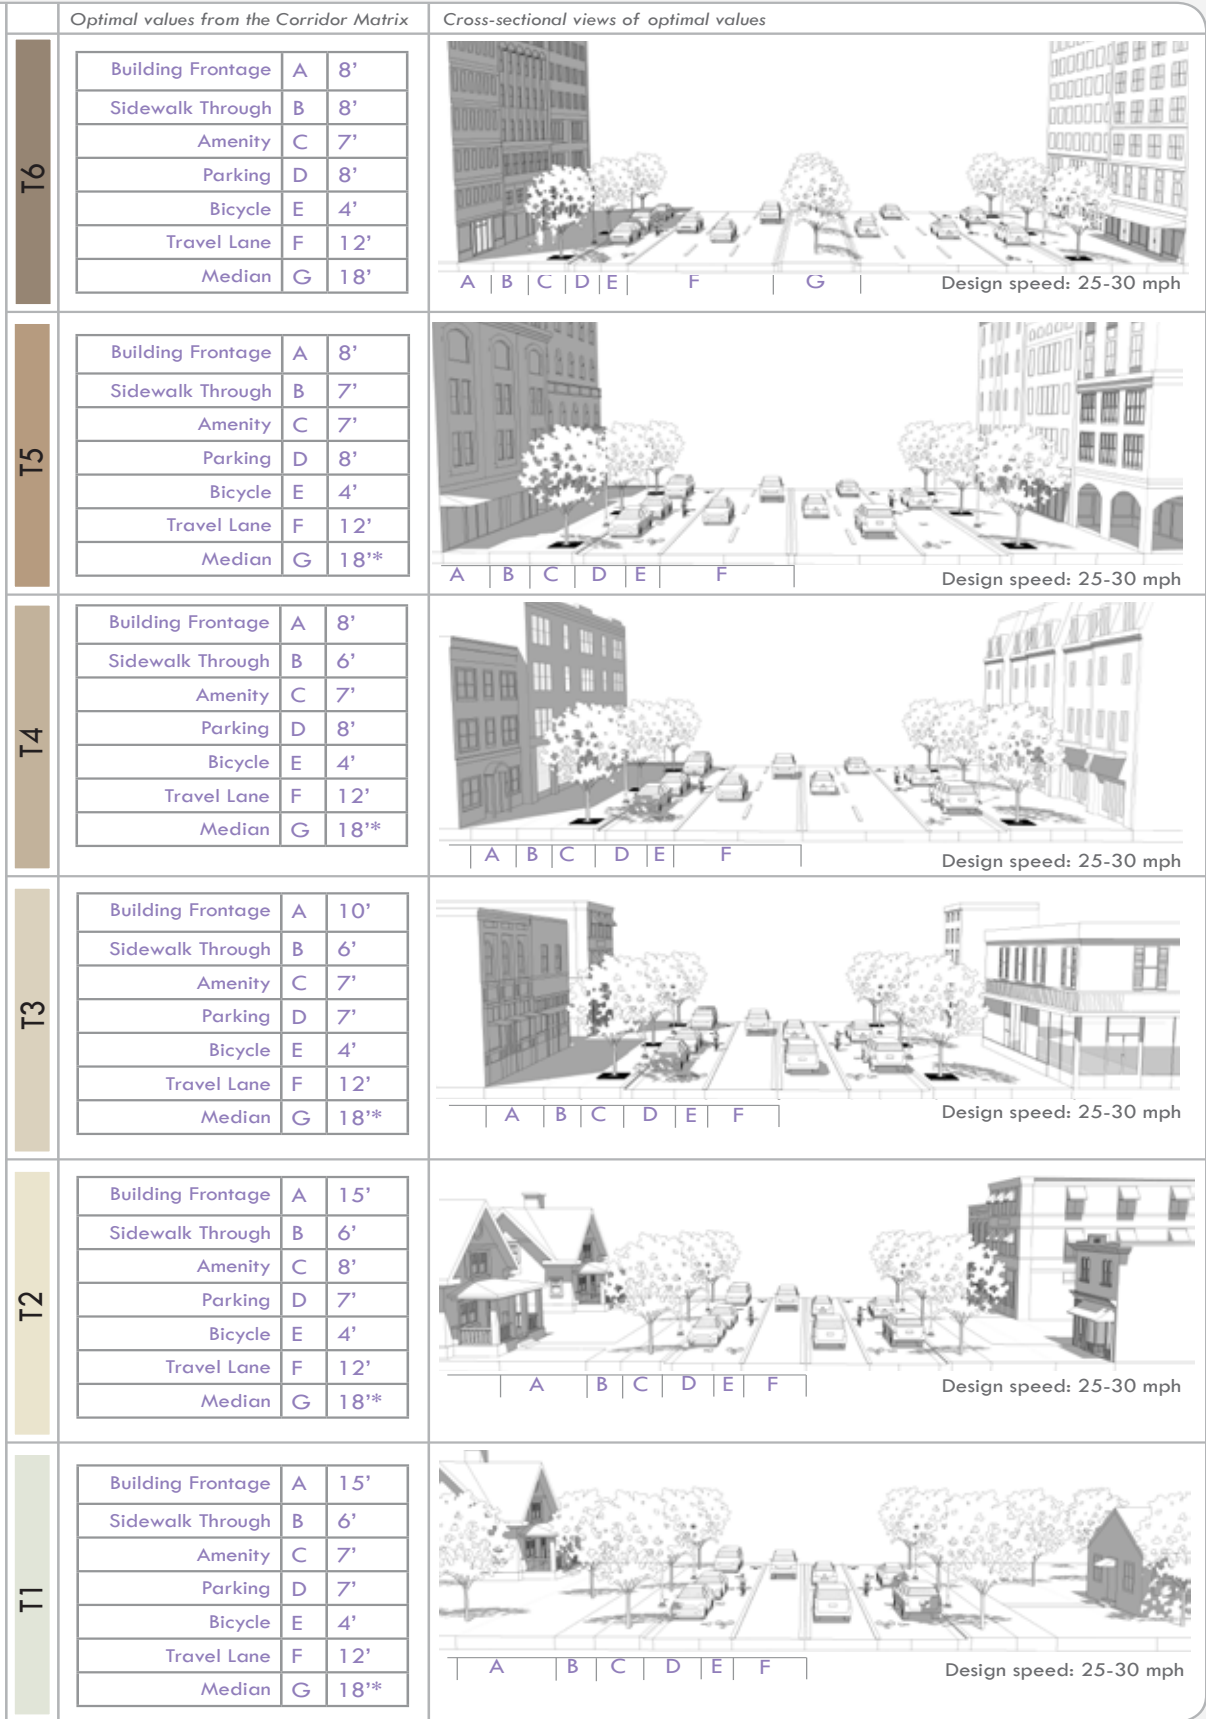 Optimal values from the Corridor Matrix
Cross-sectional views of optimal values
T6
Building Frontage A 8'
Sidewalk Through B 8'
Amenity C 7'
Parking D 8'
Bicycle E 4'
Travel Lane F 12'
Median G 18'
A B C D E F G
Design speed: 25-30 mph
T5
Building Frontage A 8'
Sidewalk Through B 7'
Amenity C 7'
Parking D 8'
Bicycle E 4'
Travel Lane F 12'
Median G 18'*
A B C D E F
Design speed: 25-30 mph
T4
Building Frontage A 8'
Sidewalk Through B 6'
Amenity C 7'
Parking D 8'
Bicycle E 4'
Travel Lane F 12'
Median G 18'*
A B C D E F
Design speed: 25-30 mph
T3
Building Frontage A 10'
Sidewalk Through B 6'
Amenity C 7'
Parking D 7'
Bicycle E 4'
Travel Lane F 12'
Median G 18'*
A B C D E F
Design speed: 25-30 mph
T2
Building Frontage A 15'
Sidewalk Through B 6'
Amenity C 8'
Parking D 7'
Bicycle E 4'
Travel Lane F 12'
Median G 18'*
A B C D E F
Design speed: 25-30 mph
T1
Building Frontage A 15'
Sidewalk Through B 6'
Amenity C 7'
Parking D 7'
Bicycle E 4'
Travel Lane F 12'
Median G 18'*
A B C D E F
Design speed: 25-30 mph